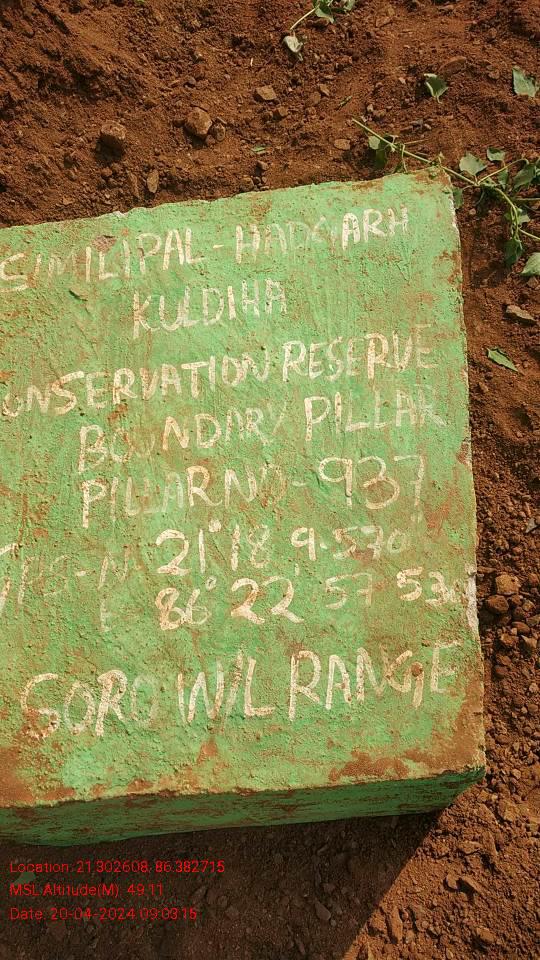 SIMILIPAL-HADGARH
KULDIHA
ONSERVATION RESERVE
BOUNDARY PILLAR
PILLAR NO-937
N 21° 18 9.570"
E 86° 22 57 530
SORO W/L RANGE
Location: 21.302608, 86.382715
MSL Altitude(M): 49.11
Date: 20-04-2024 09:03:15